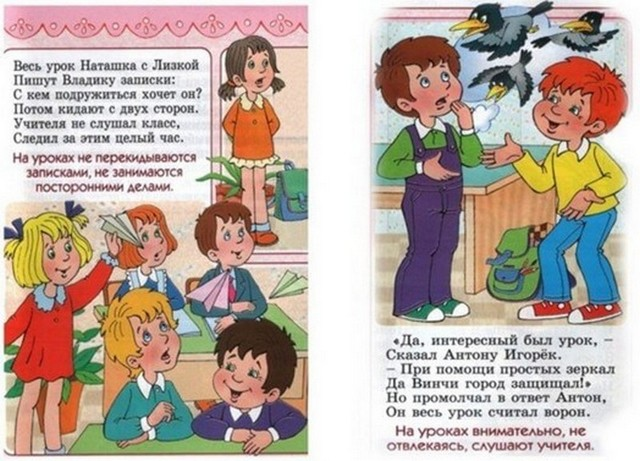 Весь урок Наташка с Лизкой
Пишут Владику записки:
С кем подружиться хочет он?
Потом кидают с двух сторон.
Учителя не слушал класс,
Следил за этим целый час.
На уроках не перекидываются
записками, не занимаются
посторонними делами.
«Да, интересный был урок, –
Сказал Антону Игорёк.
– При помощи простых зеркал
Да Винчи город защищал!»
Но промолчал в ответ Антон,
Он весь урок считал ворон.
На уроках внимательно, не
отвлекаясь, слушают учителя.